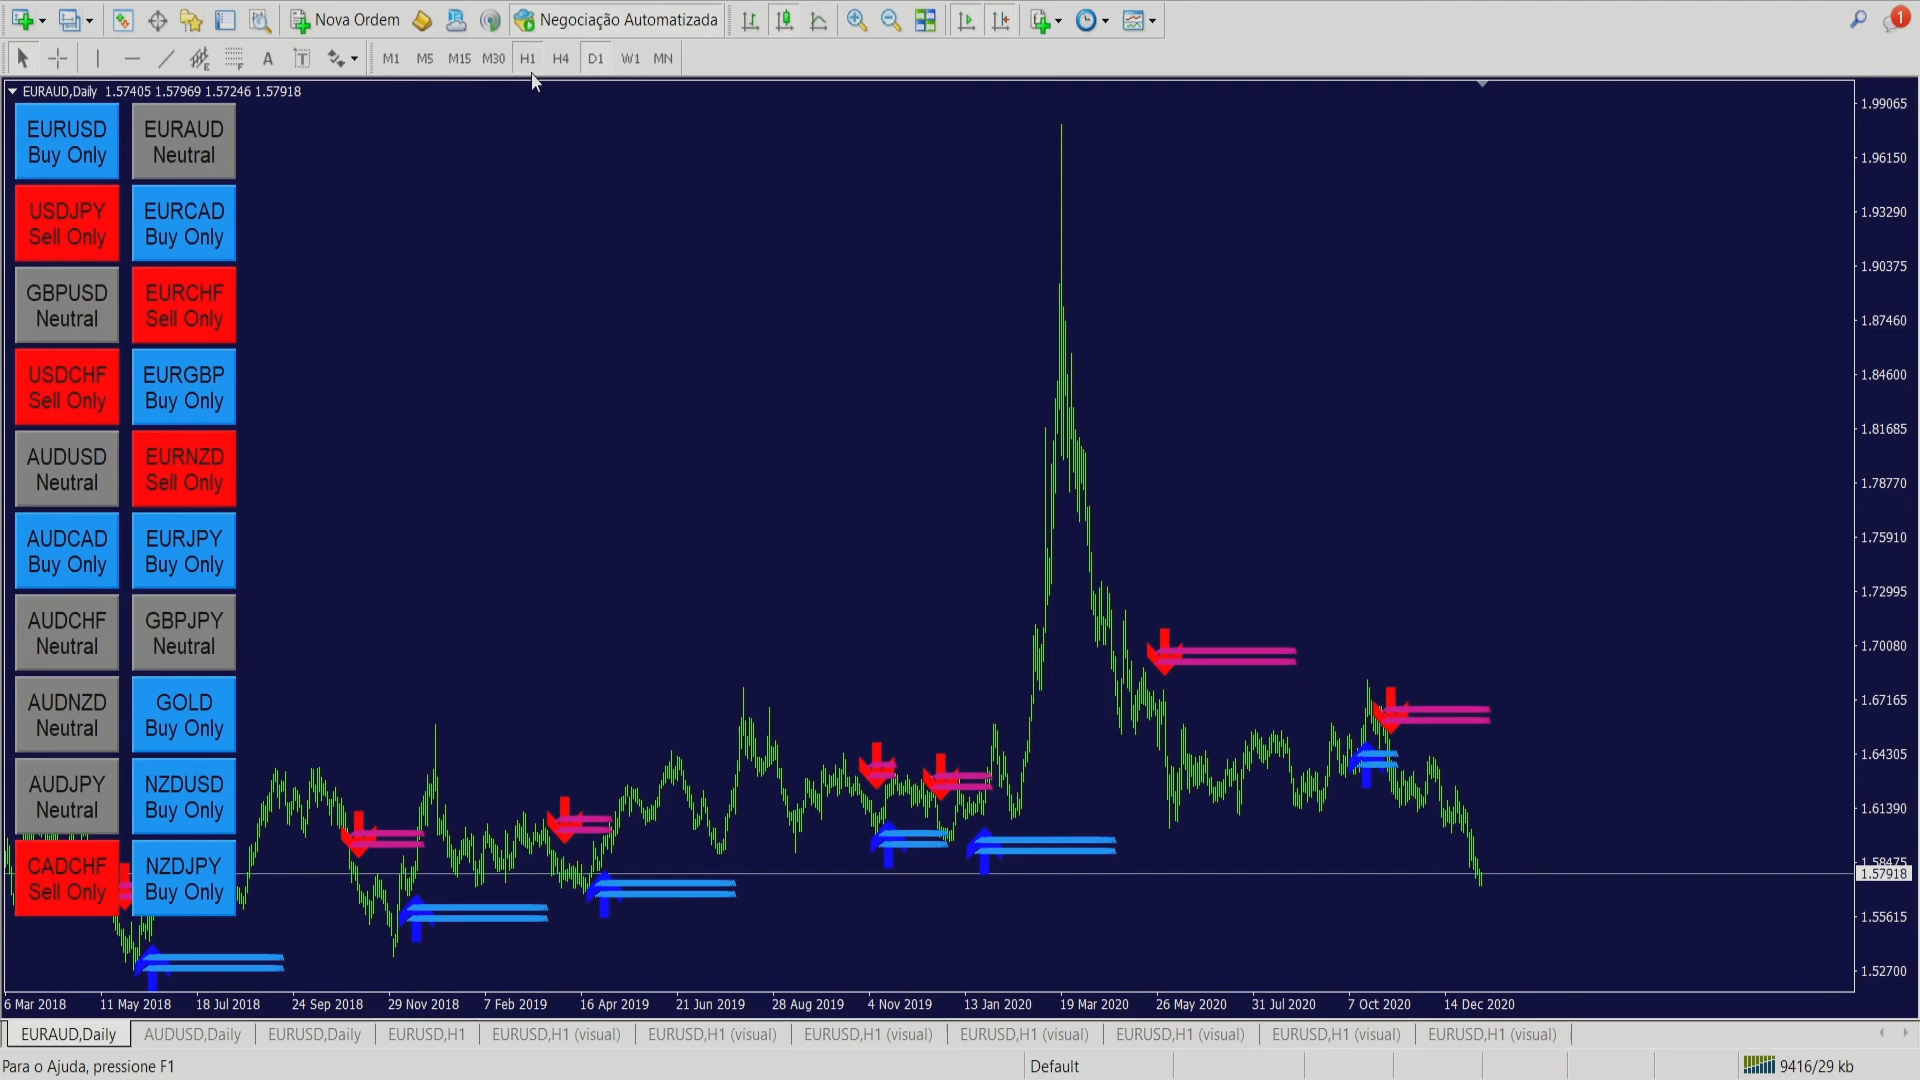 Nova Ordem Negociação Automatizada 1
A T F E M1 M5 M15 M30 H1 H4 D1 W1 MN
EURAUD,Daily 1.57405 1.57969 1.57246 1.57918
EURUSD
Buy Only
EURAUD
Neutral
USDJPY
Sell Only
EURCAD
Buy Only
GBPUSD
Neutral
EURCHF
Sell Only
USDCHF
Sell Only
EURGBP
Buy Only
AUDUSD
Neutral
EURNZD
Sell Only
AUDCAD
Buy Only
EURJPY
Buy Only
AUDCHF
Neutral
GBPJPY
Neutral
AUDNZD
Neutral
GOLD
Buy Only
AUDJPY
Neutral
NZDUSD
Buy Only
CADCHF
Sell Only
NZDJPY
Buy Only
1.99065
1.96150
1.93290
1.90375
1.87460
1.84600
1.81685
1.78770
1.75910
1.72995
1.70080
1.67165
1.64305
1.61390
1.58475
1.57918
1.55615
1.52700
6 Mar 2018 11 May 2018 18 Jul 2018 24 Sep 2018 29 Nov 2018 7 Feb 2019 16 Apr 2019 21 Jun 2019 28 Aug 2019 4 Nov 2019 13 Jan 2020 19 Mar 2020 26 May 2020 31 Jul 2020 7 Oct 2020 14 Dec 2020
EURAUD,Daily AUDUSD,Daily EURUSD,Daily EURUSD,H1 EURUSD,H1 (visual) EURUSD,H1 (visual) EURUSD,H1 (visual) EURUSD,H1 (visual) EURUSD,H1 (visual) EURUSD,H1 (visual) EURUSD,H1 (visual)
Para o Ajuda, pressione F1 Default 9416/29 kb